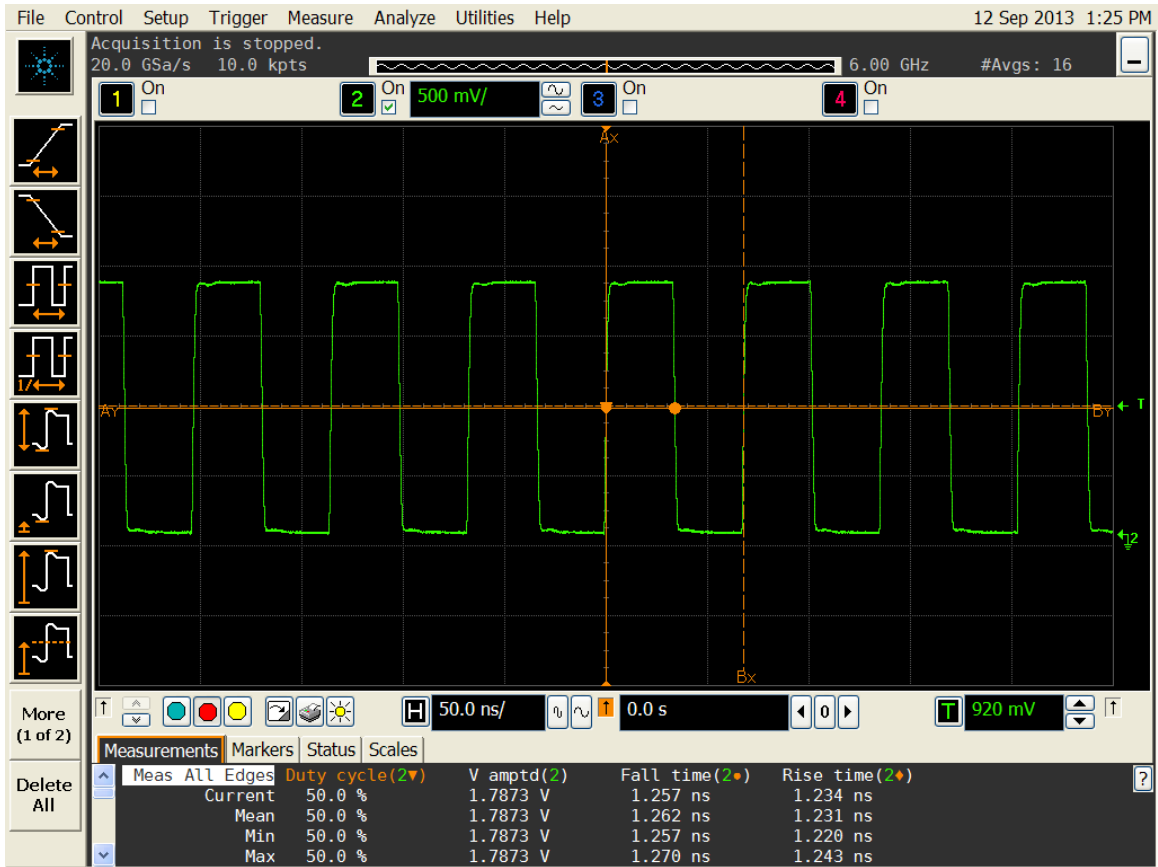 File Control Setup Trigger Measure Analyze Utilities Help 12 Sep 2013 1:25 PM
Acquisition is stopped.
20.0 GSa/s 10.0 kpts 6.00 GHz #Avgs: 16
1 On 2 On 500 mV/ 3 On 4 On
Ax
1/
AY BY
T
2
Bx
More
(1 of 2)
Delete
All
H 50.0 ns/ 0.0 s 0 T 920 mV
Measurements Markers Status Scales
Meas All Edges Duty cycle(2▼) V amptd(2) Fall time(2●) Rise time(2♦) ?
Current 50.0 % 1.7873 V 1.257 ns 1.234 ns
Mean 50.0 % 1.7873 V 1.262 ns 1.231 ns
Min 50.0 % 1.7873 V 1.257 ns 1.220 ns
Max 50.0 % 1.7873 V 1.270 ns 1.243 ns